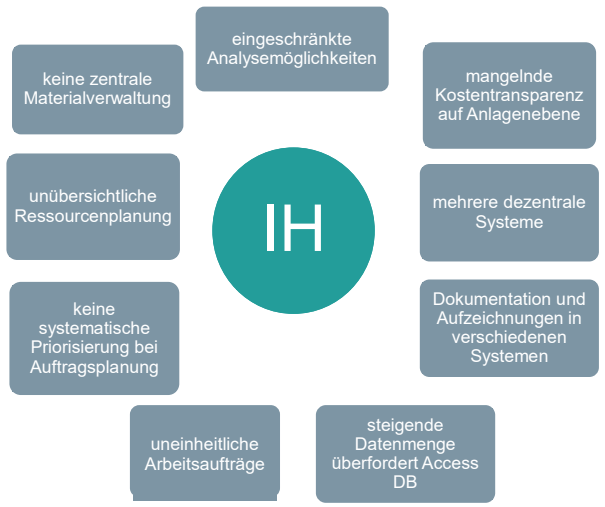 eingeschränkte
Analysemöglichkeiten
keine zentrale
Materialverwaltung
mangelnde
Kostentransparenz
auf Anlagenebene
unübersichtliche
Ressourcenplanung
IH
mehrere dezentrale
Systeme
keine
systematische
Priorisierung bei
Auftragsplanung
Dokumentation und
Aufzeichnungen in
verschiedenen
Systemen
uneinheitliche
Arbeitsaufträge
steigende
Datenmenge
überfordert Access
DB